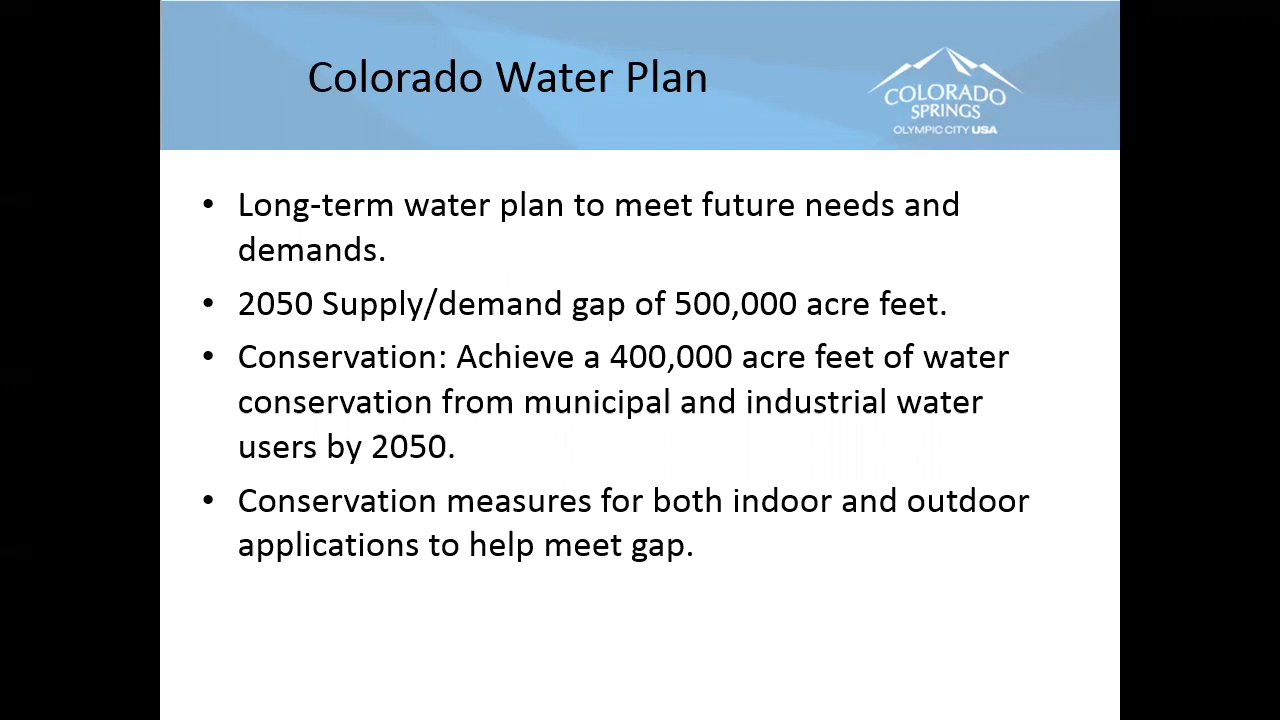 Colorado Water Plan
COLORADO
SPRINGS
OLYMPIC CITY USA
• Long-term water plan to meet future needs and
demands.
• 2050 Supply/demand gap of 500,000 acre feet.
• Conservation: Achieve a 400,000 acre feet of water
conservation from municipal and industrial water
users by 2050.
• Conservation measures for both indoor and outdoor
applications to help meet gap.